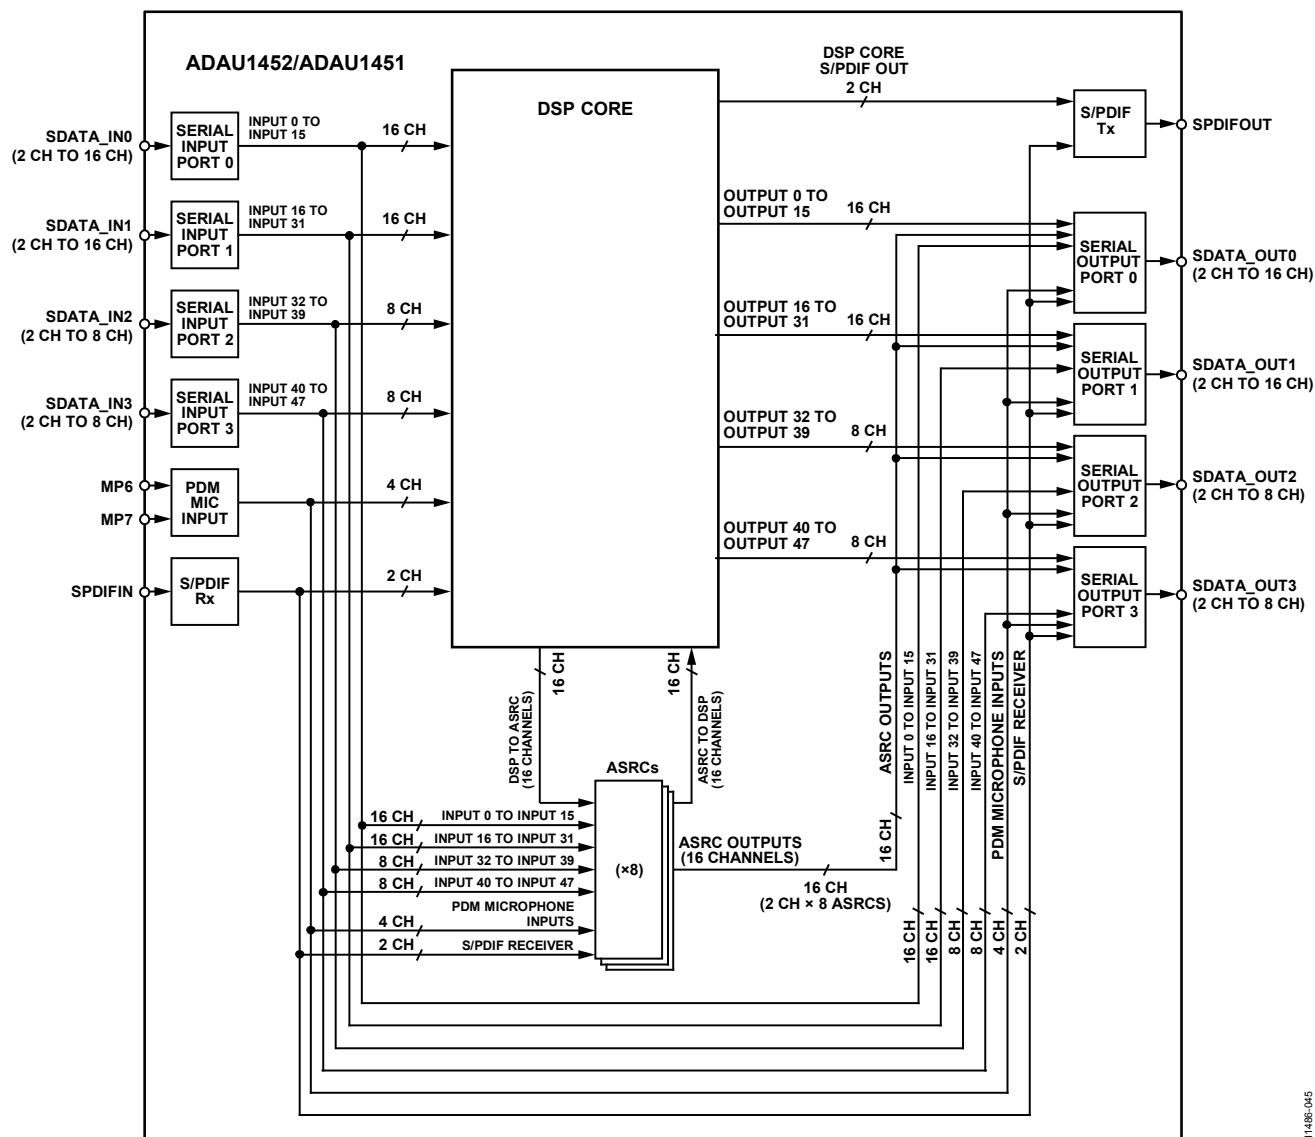 ADAU1452/ADAU1451
DSP CORE
DSP CORE
S/PDIF OUT
2 CH
S/PDIF
Tx
SPDIFOUT
SDATA_IN0
(2 CH TO 16 CH)
SERIAL
INPUT
PORT 0
INPUT 0 TO
INPUT 15
16 CH
SDATA_IN1
(2 CH TO 16 CH)
SERIAL
INPUT
PORT 1
INPUT 16 TO
INPUT 31
16 CH
SDATA_IN2
(2 CH TO 8 CH)
SERIAL
INPUT
PORT 2
INPUT 32 TO
INPUT 39
8 CH
SDATA_IN3
(2 CH TO 8 CH)
SERIAL
INPUT
PORT 3
INPUT 40 TO
INPUT 47
8 CH
MP6
MP7
PDM
MIC
INPUT
4 CH
SPDIFIN
S/PDIF
Rx
2 CH
OUTPUT 0 TO
OUTPUT 15
16 CH
SERIAL
OUTPUT
PORT 0
SDATA_OUT0
(2 CH TO 16 CH)
OUTPUT 16 TO
OUTPUT 31
16 CH
SERIAL
OUTPUT
PORT 1
SDATA_OUT1
(2 CH TO 16 CH)
OUTPUT 32 TO
OUTPUT 39
8 CH
SERIAL
OUTPUT
PORT 2
SDATA_OUT2
(2 CH TO 8 CH)
OUTPUT 40 TO
OUTPUT 47
8 CH
SERIAL
OUTPUT
PORT 3
SDATA_OUT3
(2 CH TO 8 CH)
16 CH
DSP TO ASRC
(16 CHANNELS)
16 CH
ASRC TO DSP
(16 CHANNELS)
ASRCs
(×8)
16 CH
INPUT 0 TO INPUT 15
16 CH
INPUT 16 TO INPUT 31
8 CH
INPUT 32 TO INPUT 39
8 CH
INPUT 40 TO INPUT 47
PDM MICROPHONE
INPUTS
4 CH
2 CH
S/PDIF RECEIVER
ASRC OUTPUTS
(16 CHANNELS)
16 CH
(2 CH × 8 ASRCS)
ASRC OUTPUTS
16 CH
INPUT 0 TO INPUT 15
16 CH
INPUT 16 TO INPUT 31
16 CH
INPUT 32 TO INPUT 39
8 CH
INPUT 40 TO INPUT 47
8 CH
PDM MICROPHONE INPUTS
4 CH
S/PDIF RECEIVER
2 CH
11486-045